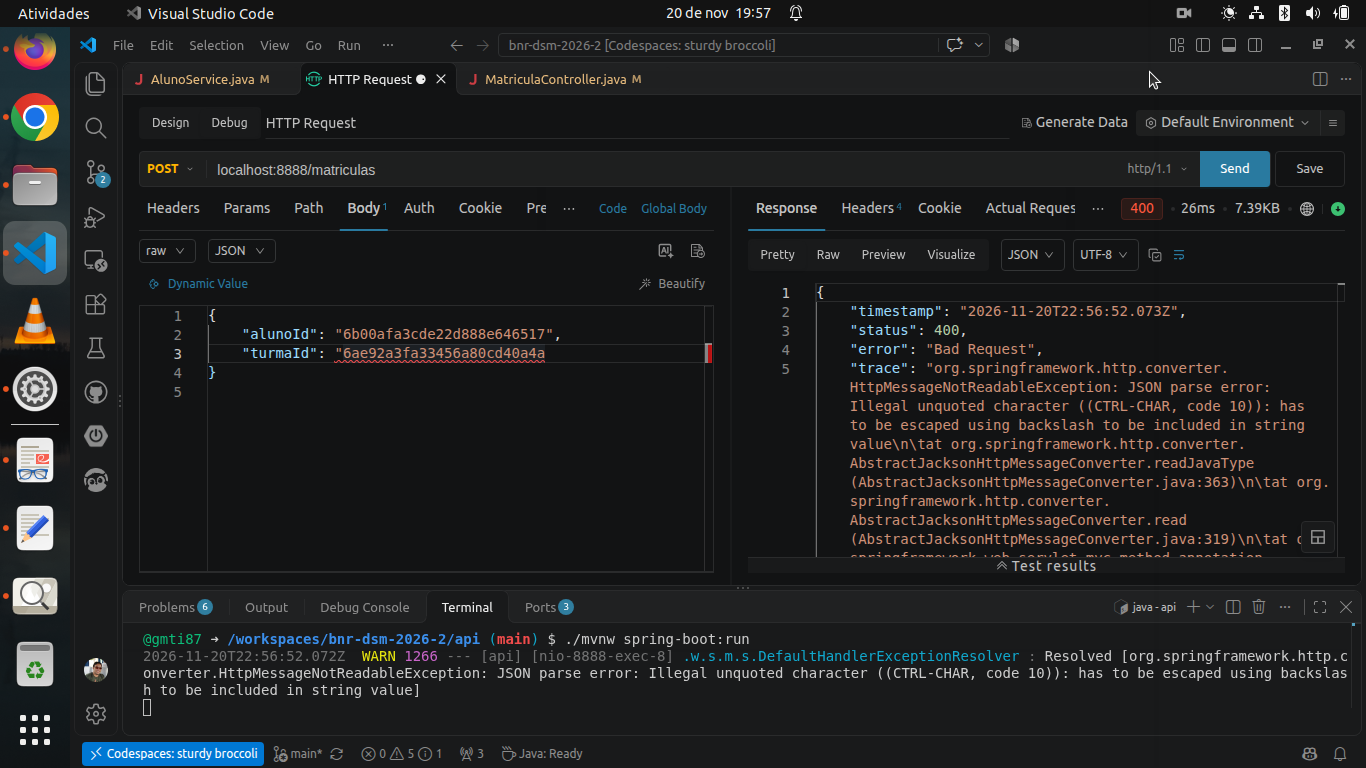 Atividades
Visual Studio Code
20 de nov 19:57
File Edit Selection View Go Run ···
bnr-dsm-2026-2 [Codespaces: sturdy broccoli]
AlunoService.java M
HTTP Request
MatriculaController.java M
Design Debug HTTP Request
Generate Data
Default Environment
POST localhost:8888/matriculas
http/1.1
Send
Save
Headers Params Path Body 1 Auth Cookie Pre ··· Code Global Body
raw JSON
Dynamic Value
Beautify
1 {
2 "alunoId": "6b00afa3cde22d888e646517",
3 "turmaId": "6ae92a3fa33456a80cd40a4a
4 }
5
Response Headers 4 Cookie Actual Reques ··· 400 26ms 7.39KB
Pretty Raw Preview Visualize JSON UTF-8
1 {
2 "timestamp": "2026-11-20T22:56:52.073Z",
3 "status": 400,
4 "error": "Bad Request",
5 "trace": "org.springframework.http.converter.
HttpMessageNotReadableException: JSON parse error:
Illegal unquoted character ((CTRL-CHAR, code 10)): has
to be escaped using backslash to be included in string
value\n\tat org.springframework.http.converter.
AbstractJacksonHttpMessageConverter.readJavaType
(AbstractJacksonHttpMessageConverter.java:363)\n\tat org.
springframework.http.converter.
AbstractJacksonHttpMessageConverter.read
(AbstractJacksonHttpMessageConverter.java:319)\n\tat
Test results
Problems 6 Output Debug Console Terminal Ports 3
java - api
@gmti87 ➜ /workspaces/bnr-dsm-2026-2/api (main) $ ./mvnw spring-boot:run
2026-11-20T22:56:52.072Z WARN 1266 --- [api] [nio-8888-exec-8] .w.s.m.s.DefaultHandlerExceptionResolver : Resolved [org.springframework.http.c
onverter.HttpMessageNotReadableException: JSON parse error: Illegal unquoted character ((CTRL-CHAR, code 10)): has to be escaped using backslas
h to be included in string value]
2
Codespaces: sturdy broccoli main* 0 5 1 3 Java: Ready